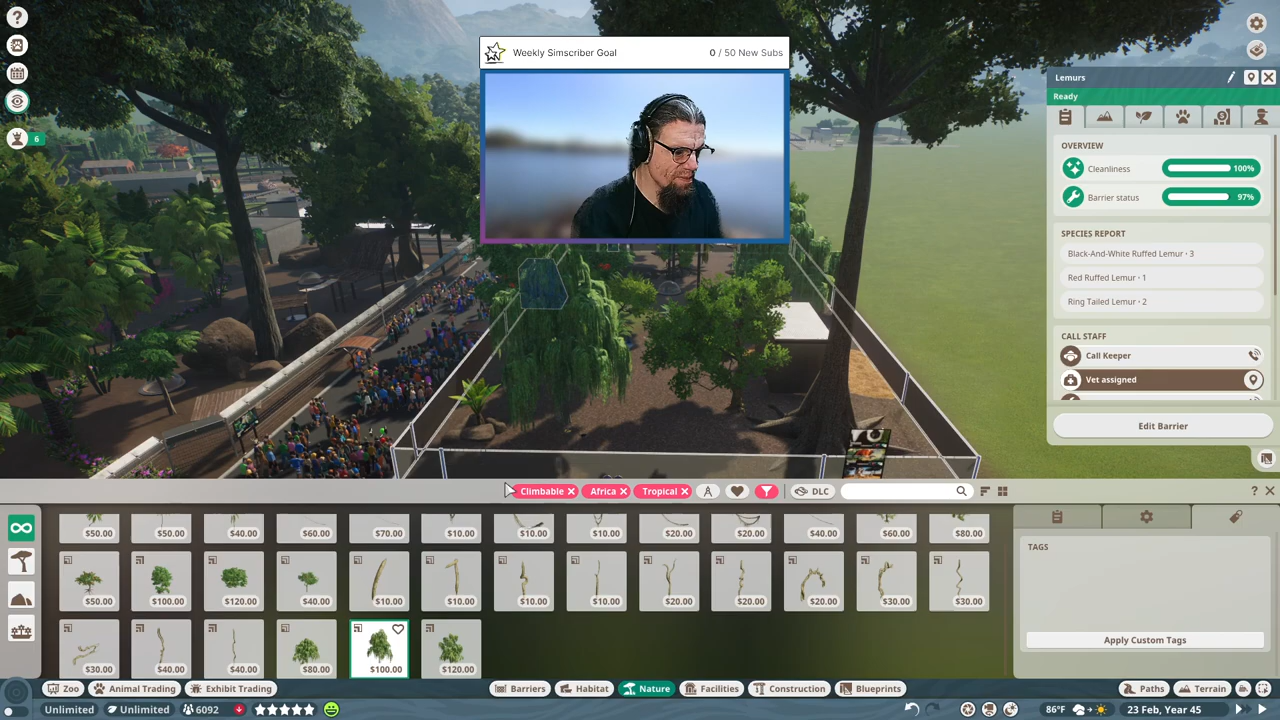 Weekly Simscriber Goal 0 / 50 New Subs
6
Lemurs
Ready
OVERVIEW
Cleanliness 100%
Barrier status 97%
SPECIES REPORT
Black-And-White Ruffed Lemur · 3
Red Ruffed Lemur · 1
Ring Tailed Lemur · 2
CALL STAFF
Call Keeper
Vet assigned
Edit Barrier
Climbable Africa Tropical DLC
?
$50.00 $50.00 $40.00 $60.00 $70.00 $10.00 $10.00 $10.00 $20.00 $20.00 $40.00 $60.00 $80.00
$50.00 $100.00 $120.00 $40.00 $10.00 $10.00 $10.00 $10.00 $20.00 $20.00 $20.00 $30.00 $30.00
$30.00 $40.00 $40.00 $80.00 $100.00 $120.00
TAGS
Apply Custom Tags
Zoo Animal Trading Exhibit Trading Barriers Habitat Nature Facilities Construction Blueprints Paths Terrain
Unlimited Unlimited 6092 86°F 23 Feb, Year 45